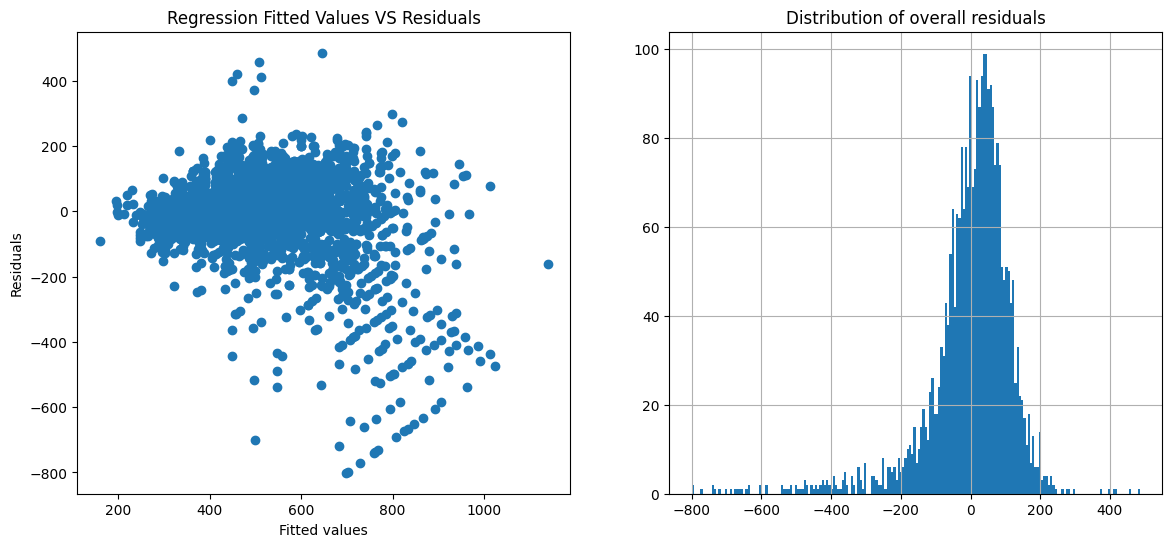 Regression Fitted Values VS Residuals
400
200
0
−200
−400
−600
−800
Residuals
200 400 600 800 1000
Fitted values
Distribution of overall residuals
100
80
60
40
20
0
−800 −600 −400 −200 0 200 400